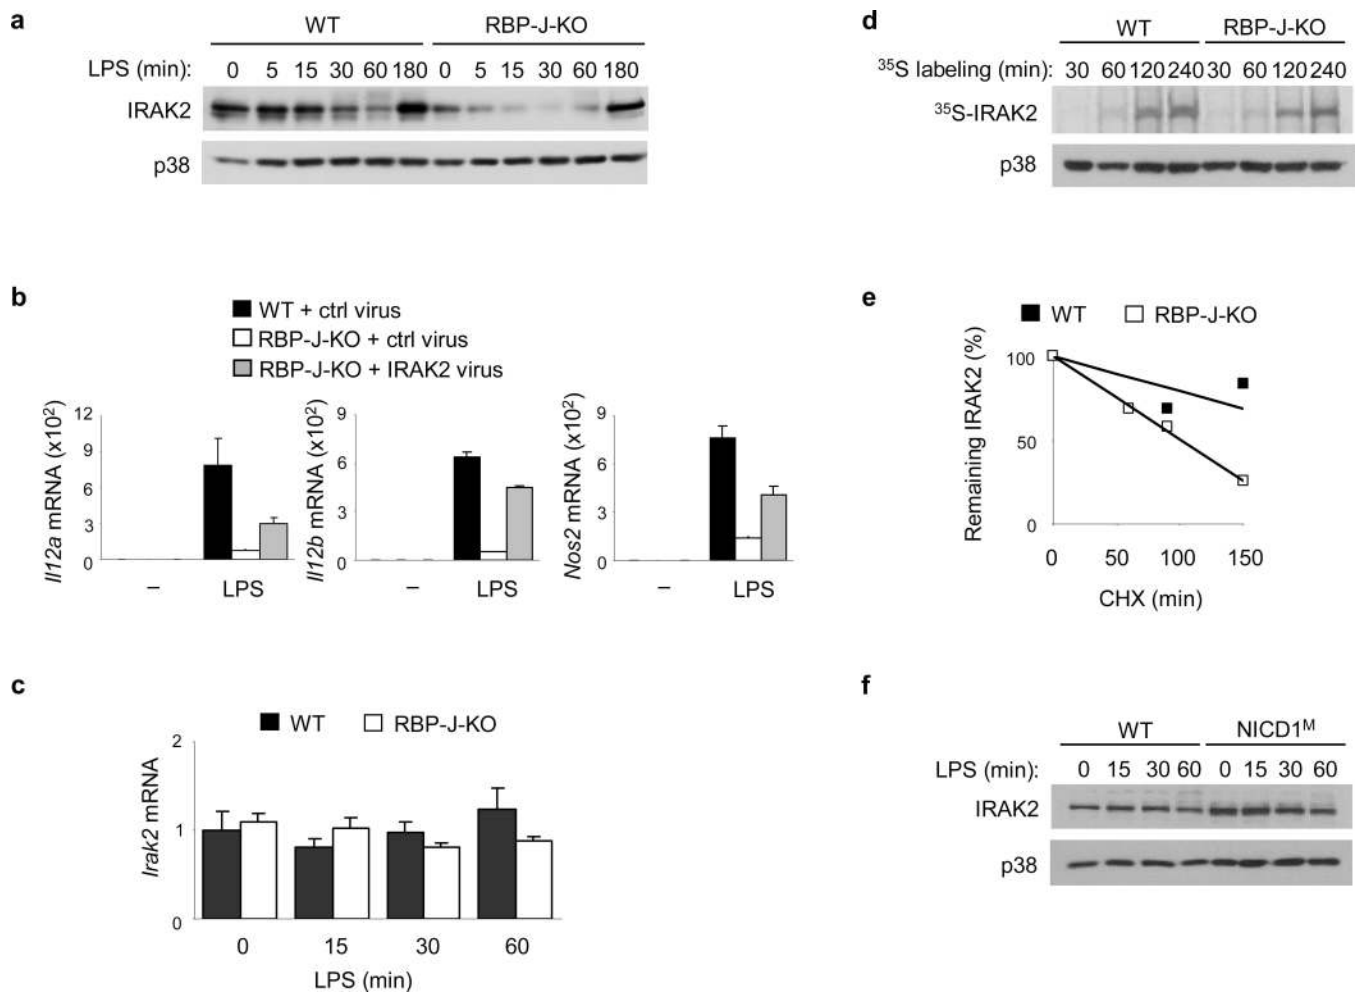 a
WT RBP-J-KO
LPS (min): 0 5 15 30 60 180 0 5 15 30 60 180
IRAK2
p38
b
WT + ctrl virus
RBP-J-KO + ctrl virus
RBP-J-KO + IRAK2 virus
Il12a mRNA (x10²)
12
9
6
3
0
– LPS
Il12b mRNA (x10²)
9
6
3
0
– LPS
Nos2 mRNA (x10²)
9
6
3
0
– LPS
c
WT RBP-J-KO
Irak2 mRNA
2
1
0
0 15 30 60
LPS (min)
d
WT RBP-J-KO
³⁵S labeling (min): 30 60 120 240 30 60 120 240
³⁵S-IRAK2
p38
e
WT RBP-J-KO
Remaining IRAK2 (%)
100
50
0
0 50 100 150
CHX (min)
f
WT NICD1ᴹ
LPS (min): 0 15 30 60 0 15 30 60
IRAK2
p38